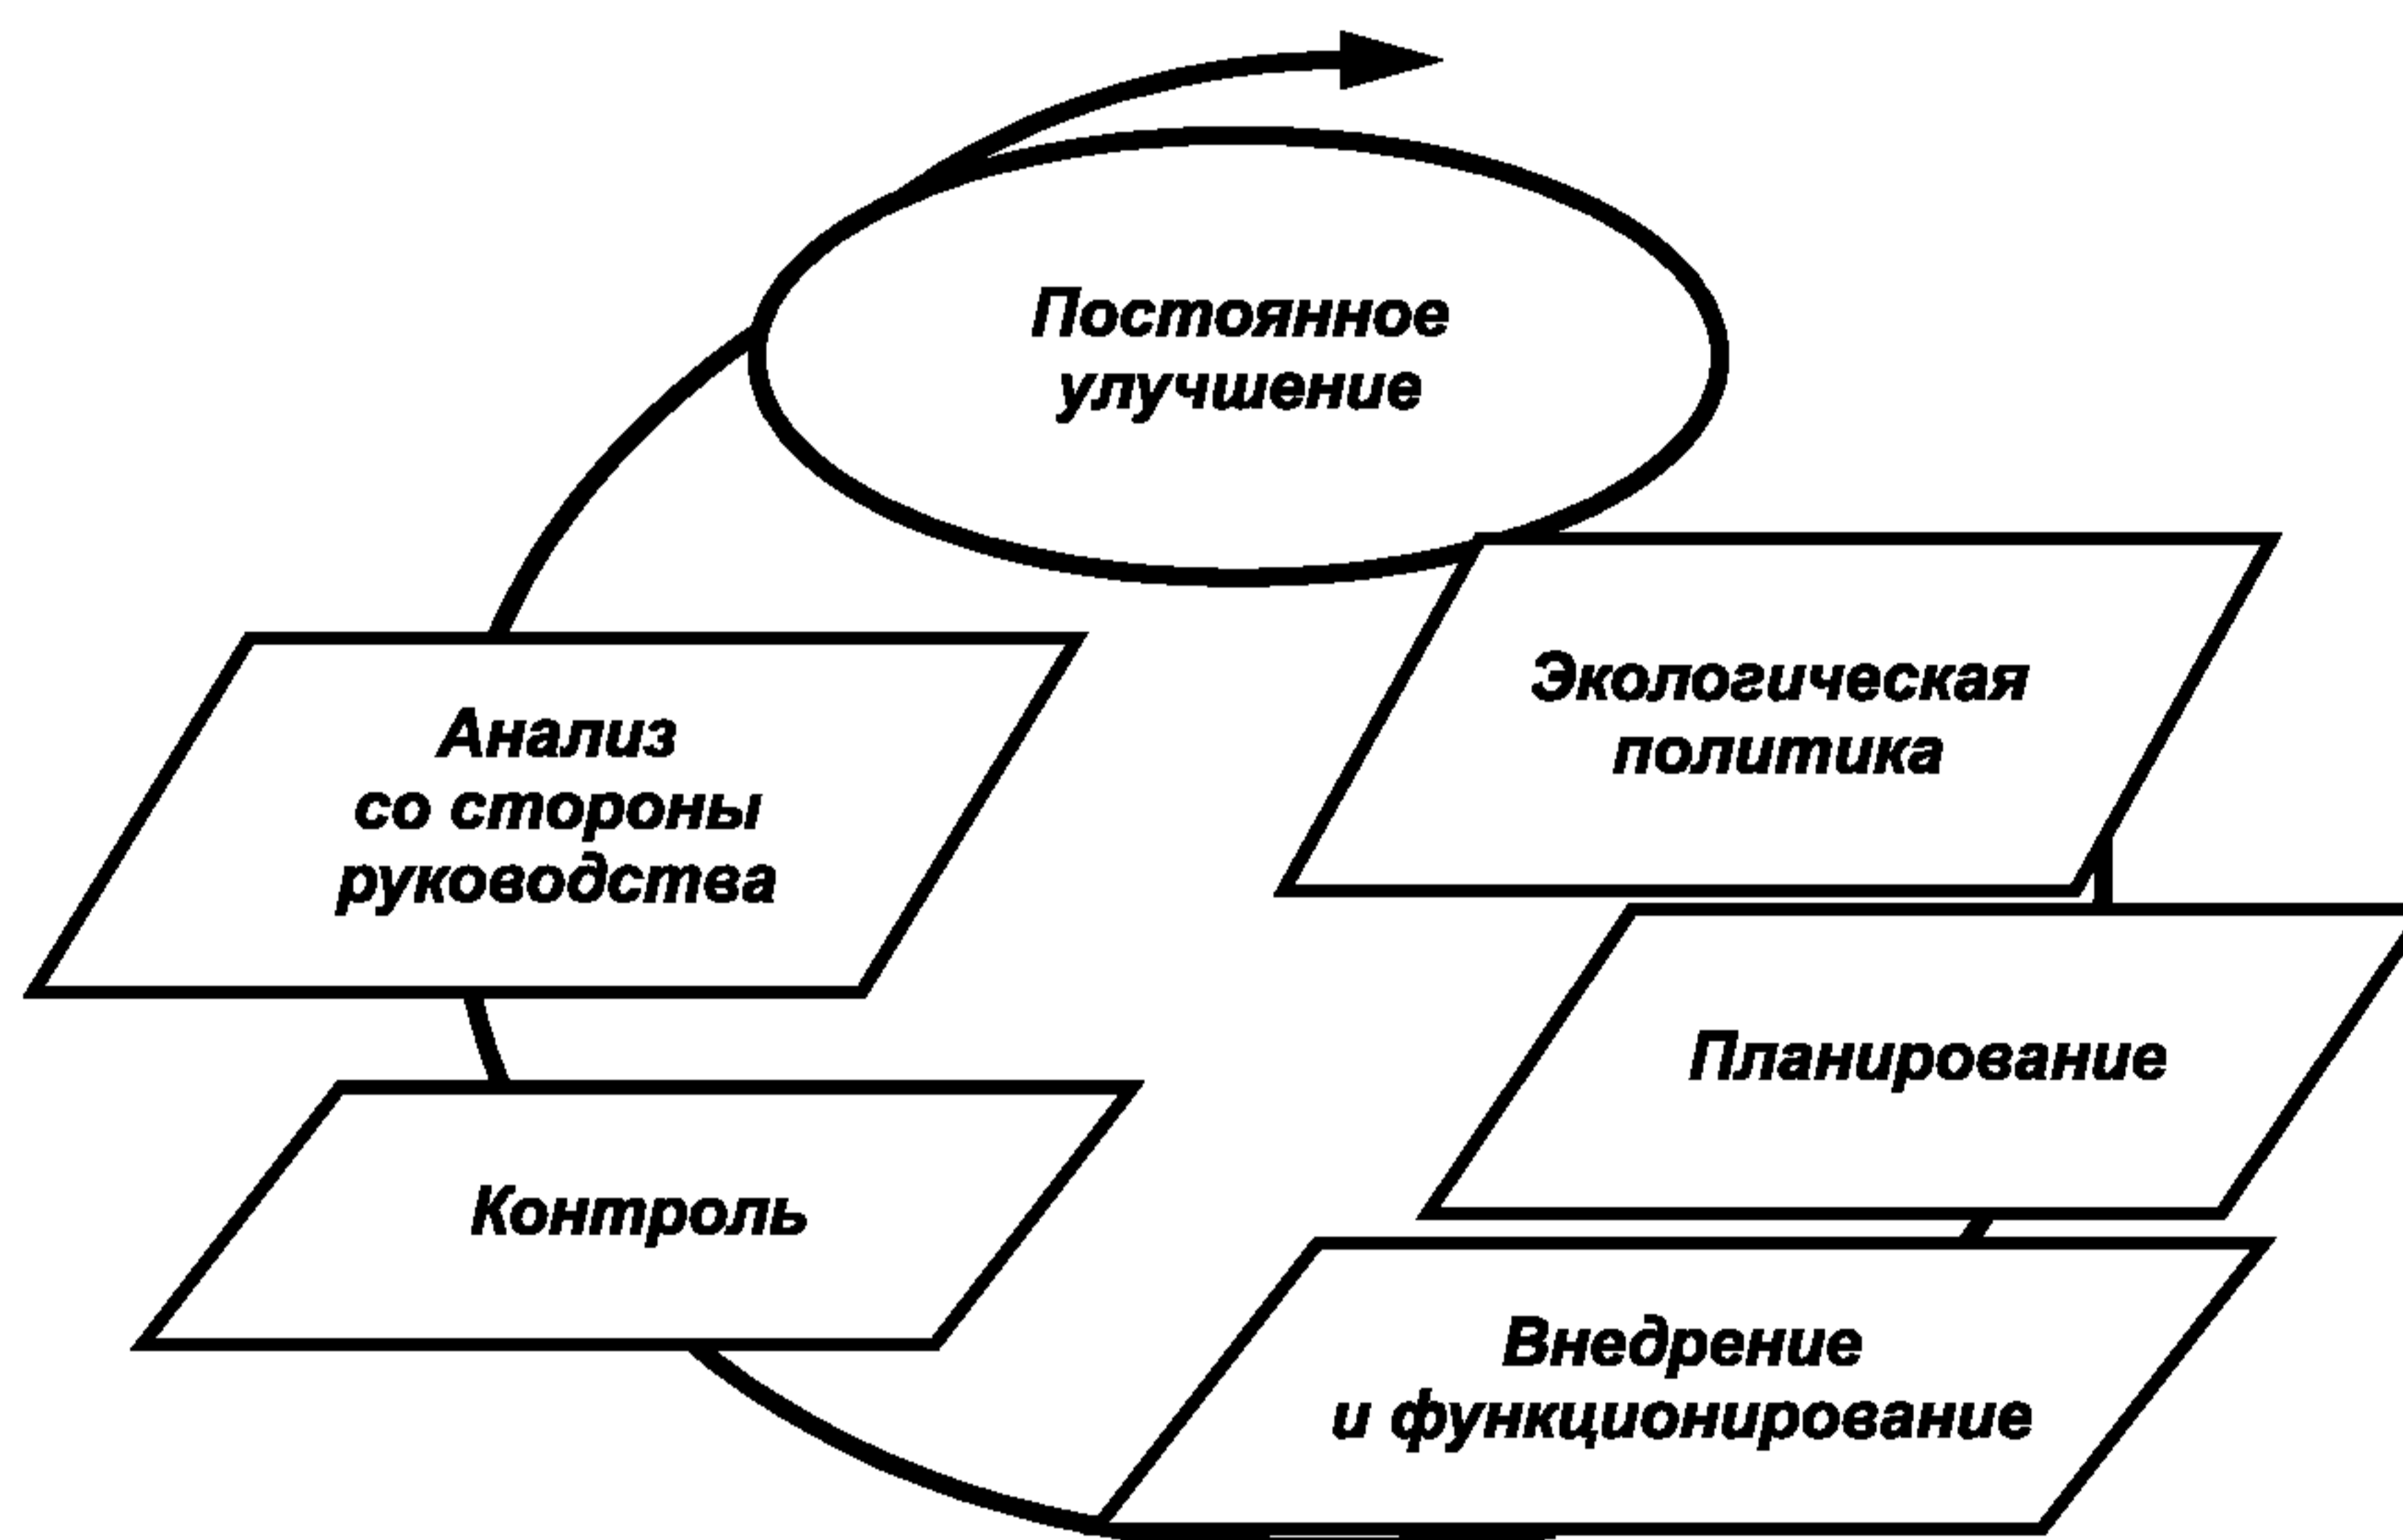 Постоянное
улучшение
Экологическая
политика
Анализ
со стороны
руководства
Планирование
Контроль
Внедрение
и функционирование